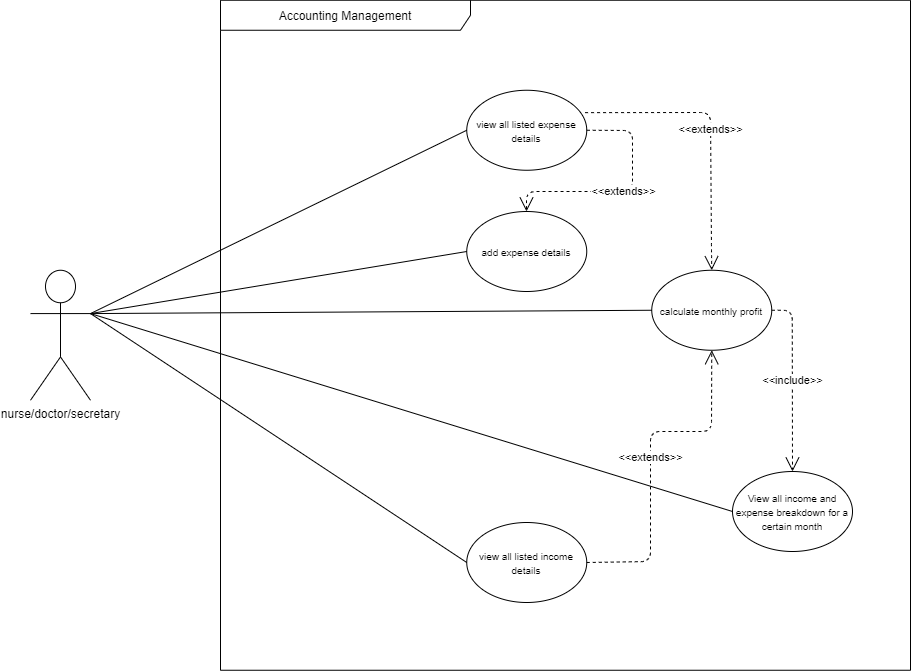 Accounting Management
view all listed expense
details
<<extends>>
<<extends>>
add expense details
calculate monthly profit
<<include>>
nurse/doctor/secretary
<<extends>>
View all income and
expense breakdown for a
certain month
view all listed income
details